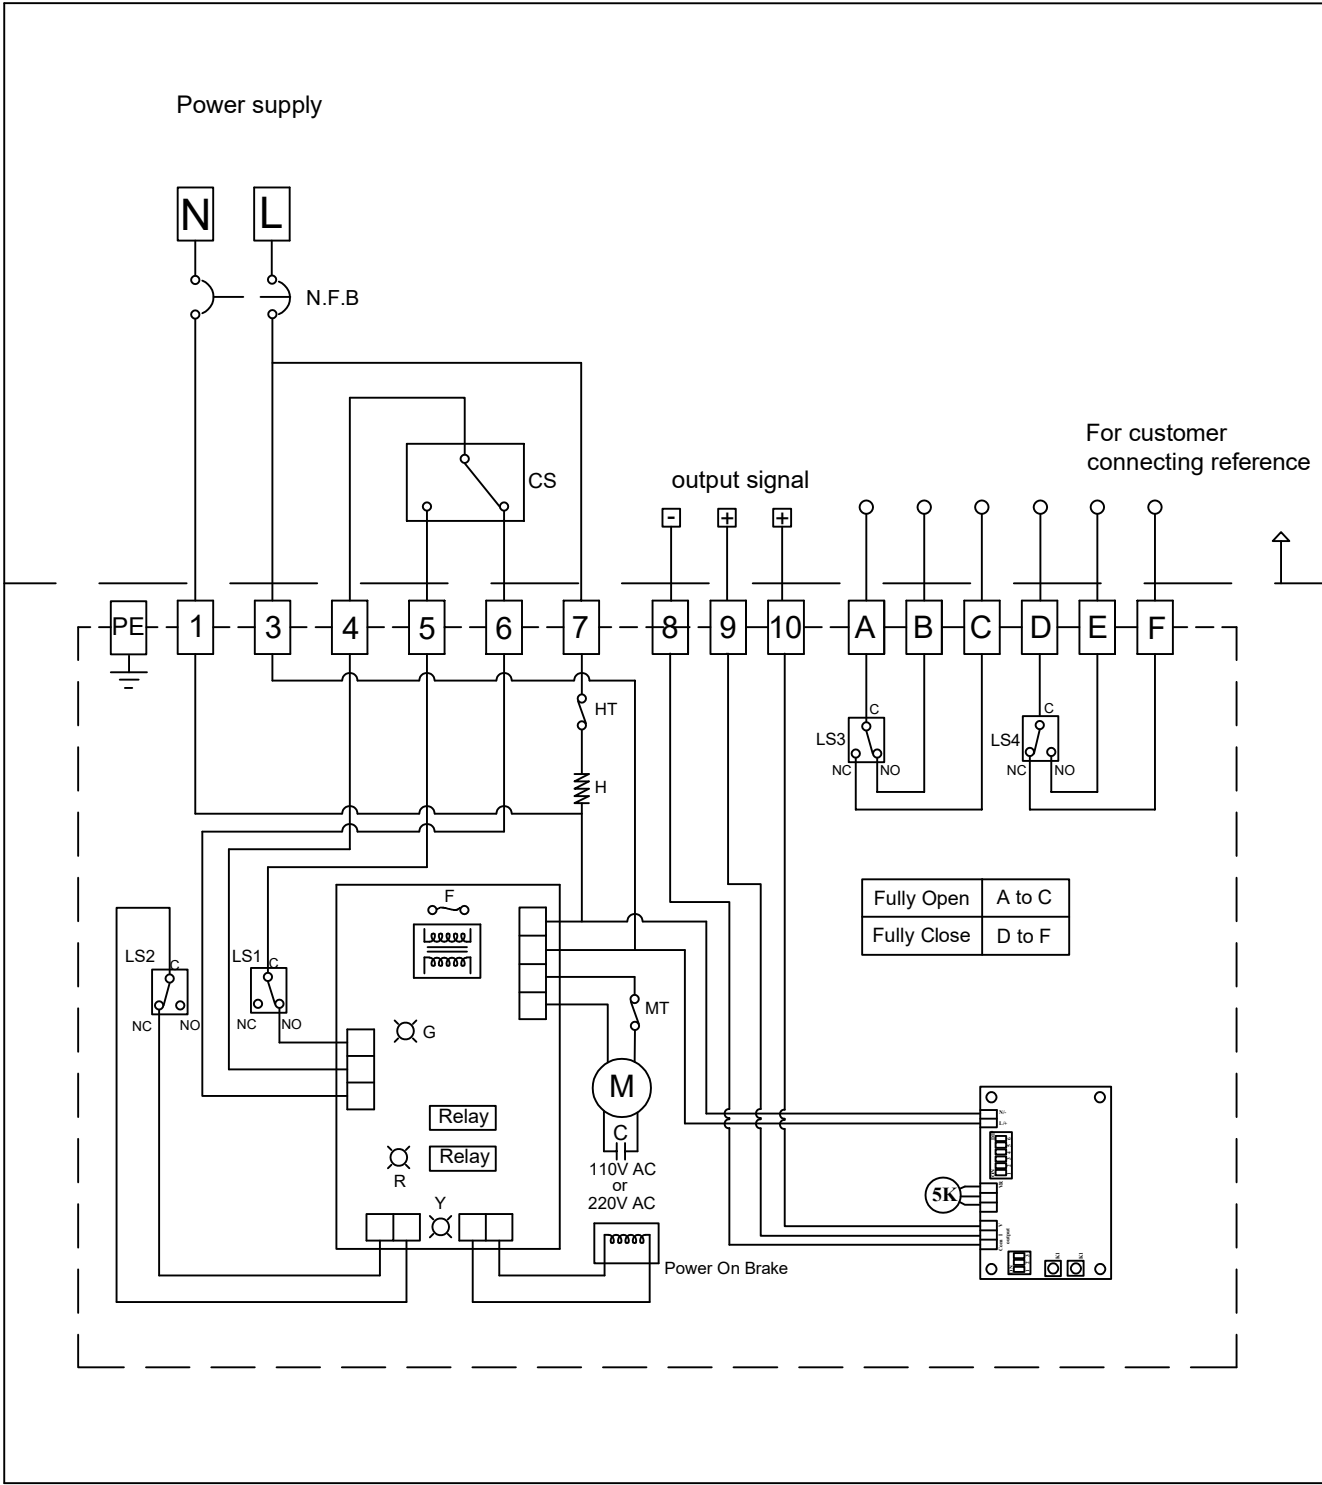 Power supply
N L
N.F.B
CS
output signal
- + +
For customer
connecting reference
PE 1 3 4 5 6 7 8 9 10 A B C D E F
HT
H
LS3 C
NC NO
LS4 C
NC NO
Fully Open A to C
Fully Close D to F
F
LS2 C
NC NO
LS1 C
NC NO
G
MT
M
C
110V AC
or
220V AC
Relay
Relay
R
Y
Power On Brake
N/-
L/+
5K
output